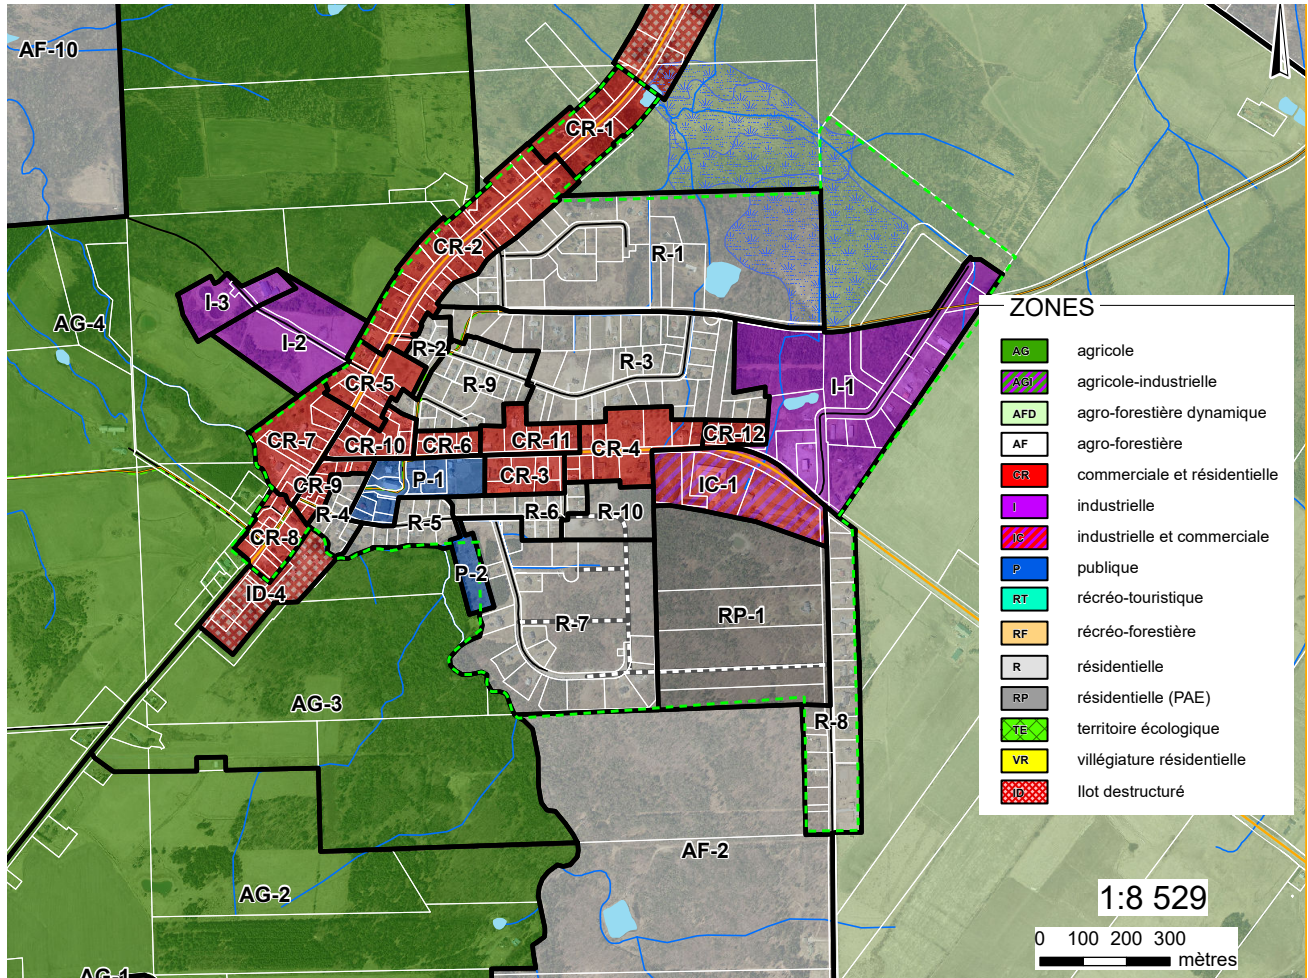 AF-10
CR-1
CR-2
R-1
I-3
AG-4
I-2
R-2
R-3
CR-5
R-9
I-1
CR-7
CR-10
CR-6
CR-11
CR-4
CR-12
CR-9
P-1
CR-3
IC-1
R-4
R-5
R-6
R-10
CR-8
P-2
ID-4
R-7
RP-1
AG-3
R-8
AF-2
AG-2
AG-1
ZONES
AG agricole
AGI agricole-industrielle
AFD agro-forestière dynamique
AF agro-forestière
CR commerciale et résidentielle
I industrielle
IC industrielle et commerciale
P publique
RT récréo-touristique
RF récréo-forestière
R résidentielle
RP résidentielle (PAE)
TE territoire écologique
VR villégiature résidentielle
ID Ilot destructuré
1:8 529
0 100 200 300
mètres